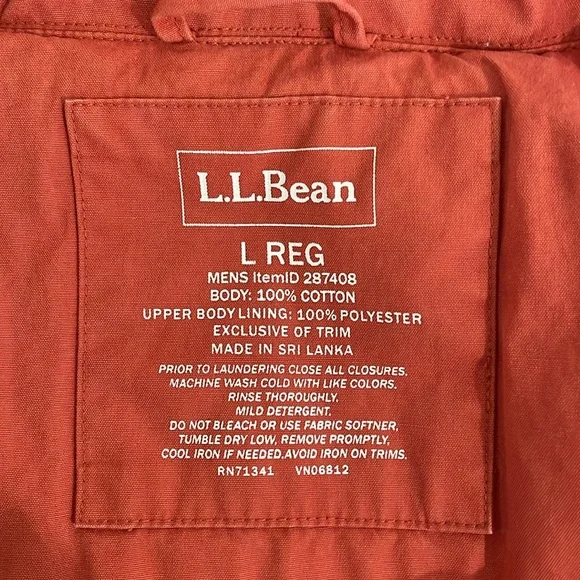 L.L.Bean
L REG
MENS ItemID 287408
BODY: 100% COTTON
UPPER BODY LINING: 100% POLYESTER
EXCLUSIVE OF TRIM
MADE IN SRI LANKA
PRIOR TO LAUNDERING CLOSE ALL CLOSURES.
MACHINE WASH COLD WITH LIKE COLORS.
RINSE THOROUGHLY.
MILD DETERGENT.
DO NOT BLEACH OR USE FABRIC SOFTNER,
TUMBLE DRY LOW, REMOVE PROMPTLY,
COOL IRON IF NEEDED.AVOID IRON ON TRIMS.
RN71341 VN06812